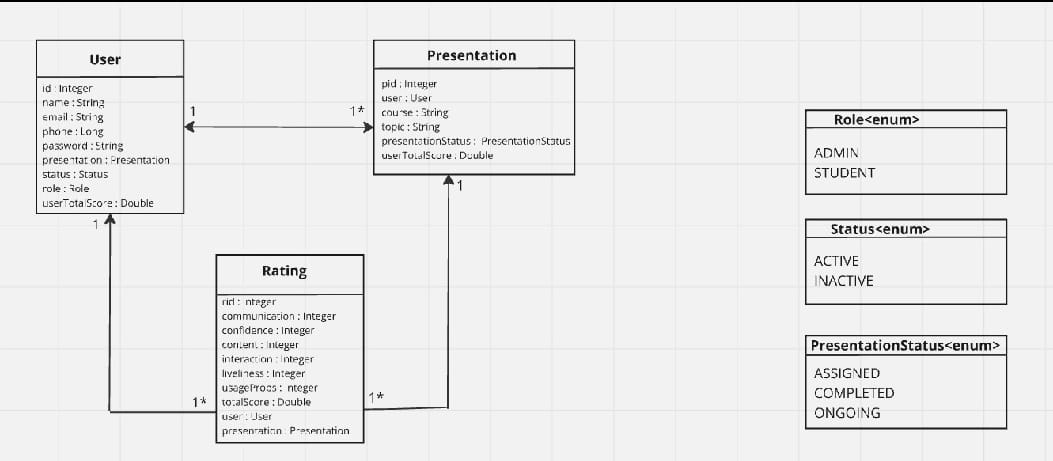 User
id : Integer
name : String
email : String
phone : Long
password : String
presentation : Presentation
status : Status
role : Role
userTotalScore : Double
1
1*
Presentation
pid : Integer
user : User
course : String
topic : String
presentationStatus : PresentationStatus
userTotalScore : Double
1
1
Rating
rid : Integer
communication : Integer
confidence : Integer
content : Integer
interaction : Integer
liveliness : Integer
usageProps : Integer
totalScore : Double
user : User
presentation : Presentation
1*
1*
Role<enum>
ADMIN
STUDENT
Status<enum>
ACTIVE
INACTIVE
PresentationStatus<enum>
ASSIGNED
COMPLETED
ONGOING